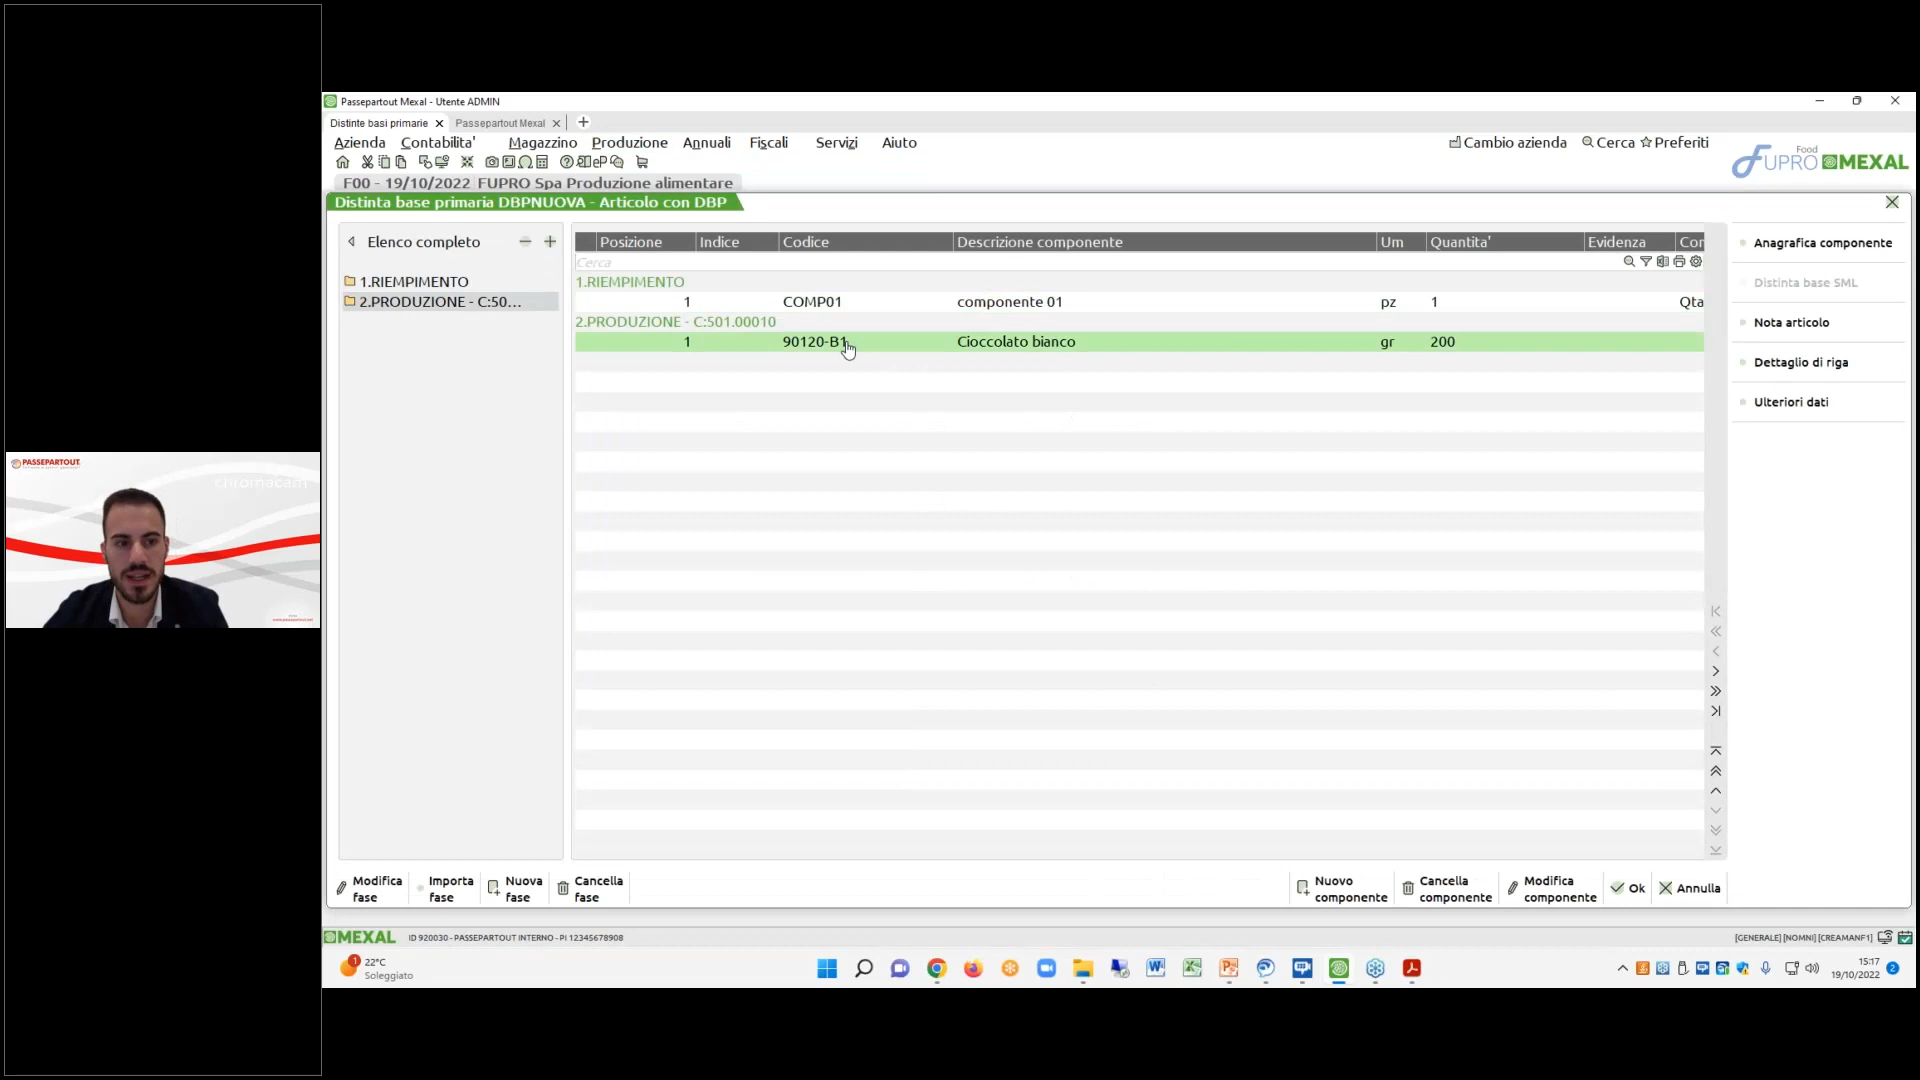 Passepartout Mexal - Utente ADMIN
Distinte basi primarie
Passepartout Mexal
Azienda Contabilita' Magazzino Produzione Annuali Fiscali Servizi Aiuto
Cambio azienda Cerca Preferiti
Food
FUPRO MEXAL
F00 - 19/10/2022 FUPRO Spa Produzione alimentare
Distinta base primaria DBPNUOVA - Articolo con DBP
Elenco completo
1.RIEMPIMENTO
2.PRODUZIONE - C:50...
Posizione Indice Codice Descrizione componente Um Quantita' Evidenza Con
Cerca
1.RIEMPIMENTO
1 COMP01 componente 01 pz 1 Qta
2.PRODUZIONE - C:501.00010
1 90120-B1 Cioccolato bianco gr 200
Anagrafica componente
Distinta base SML
Nota articolo
Dettaglio di riga
Ulteriori dati
PASSEPARTOUT
chromacam
Modifica fase
Importa fase
Nuova fase
Cancella fase
Nuovo componente
Cancella componente
Modifica componente
Ok
Annulla
MEXAL ID 920030 - PASSEPARTOUT INTERNO - PI 12345678908
[GENERALE] [NOMNI] [CREAMANF1]
1
22°C
Soleggiato
15:17
19/10/2022
2